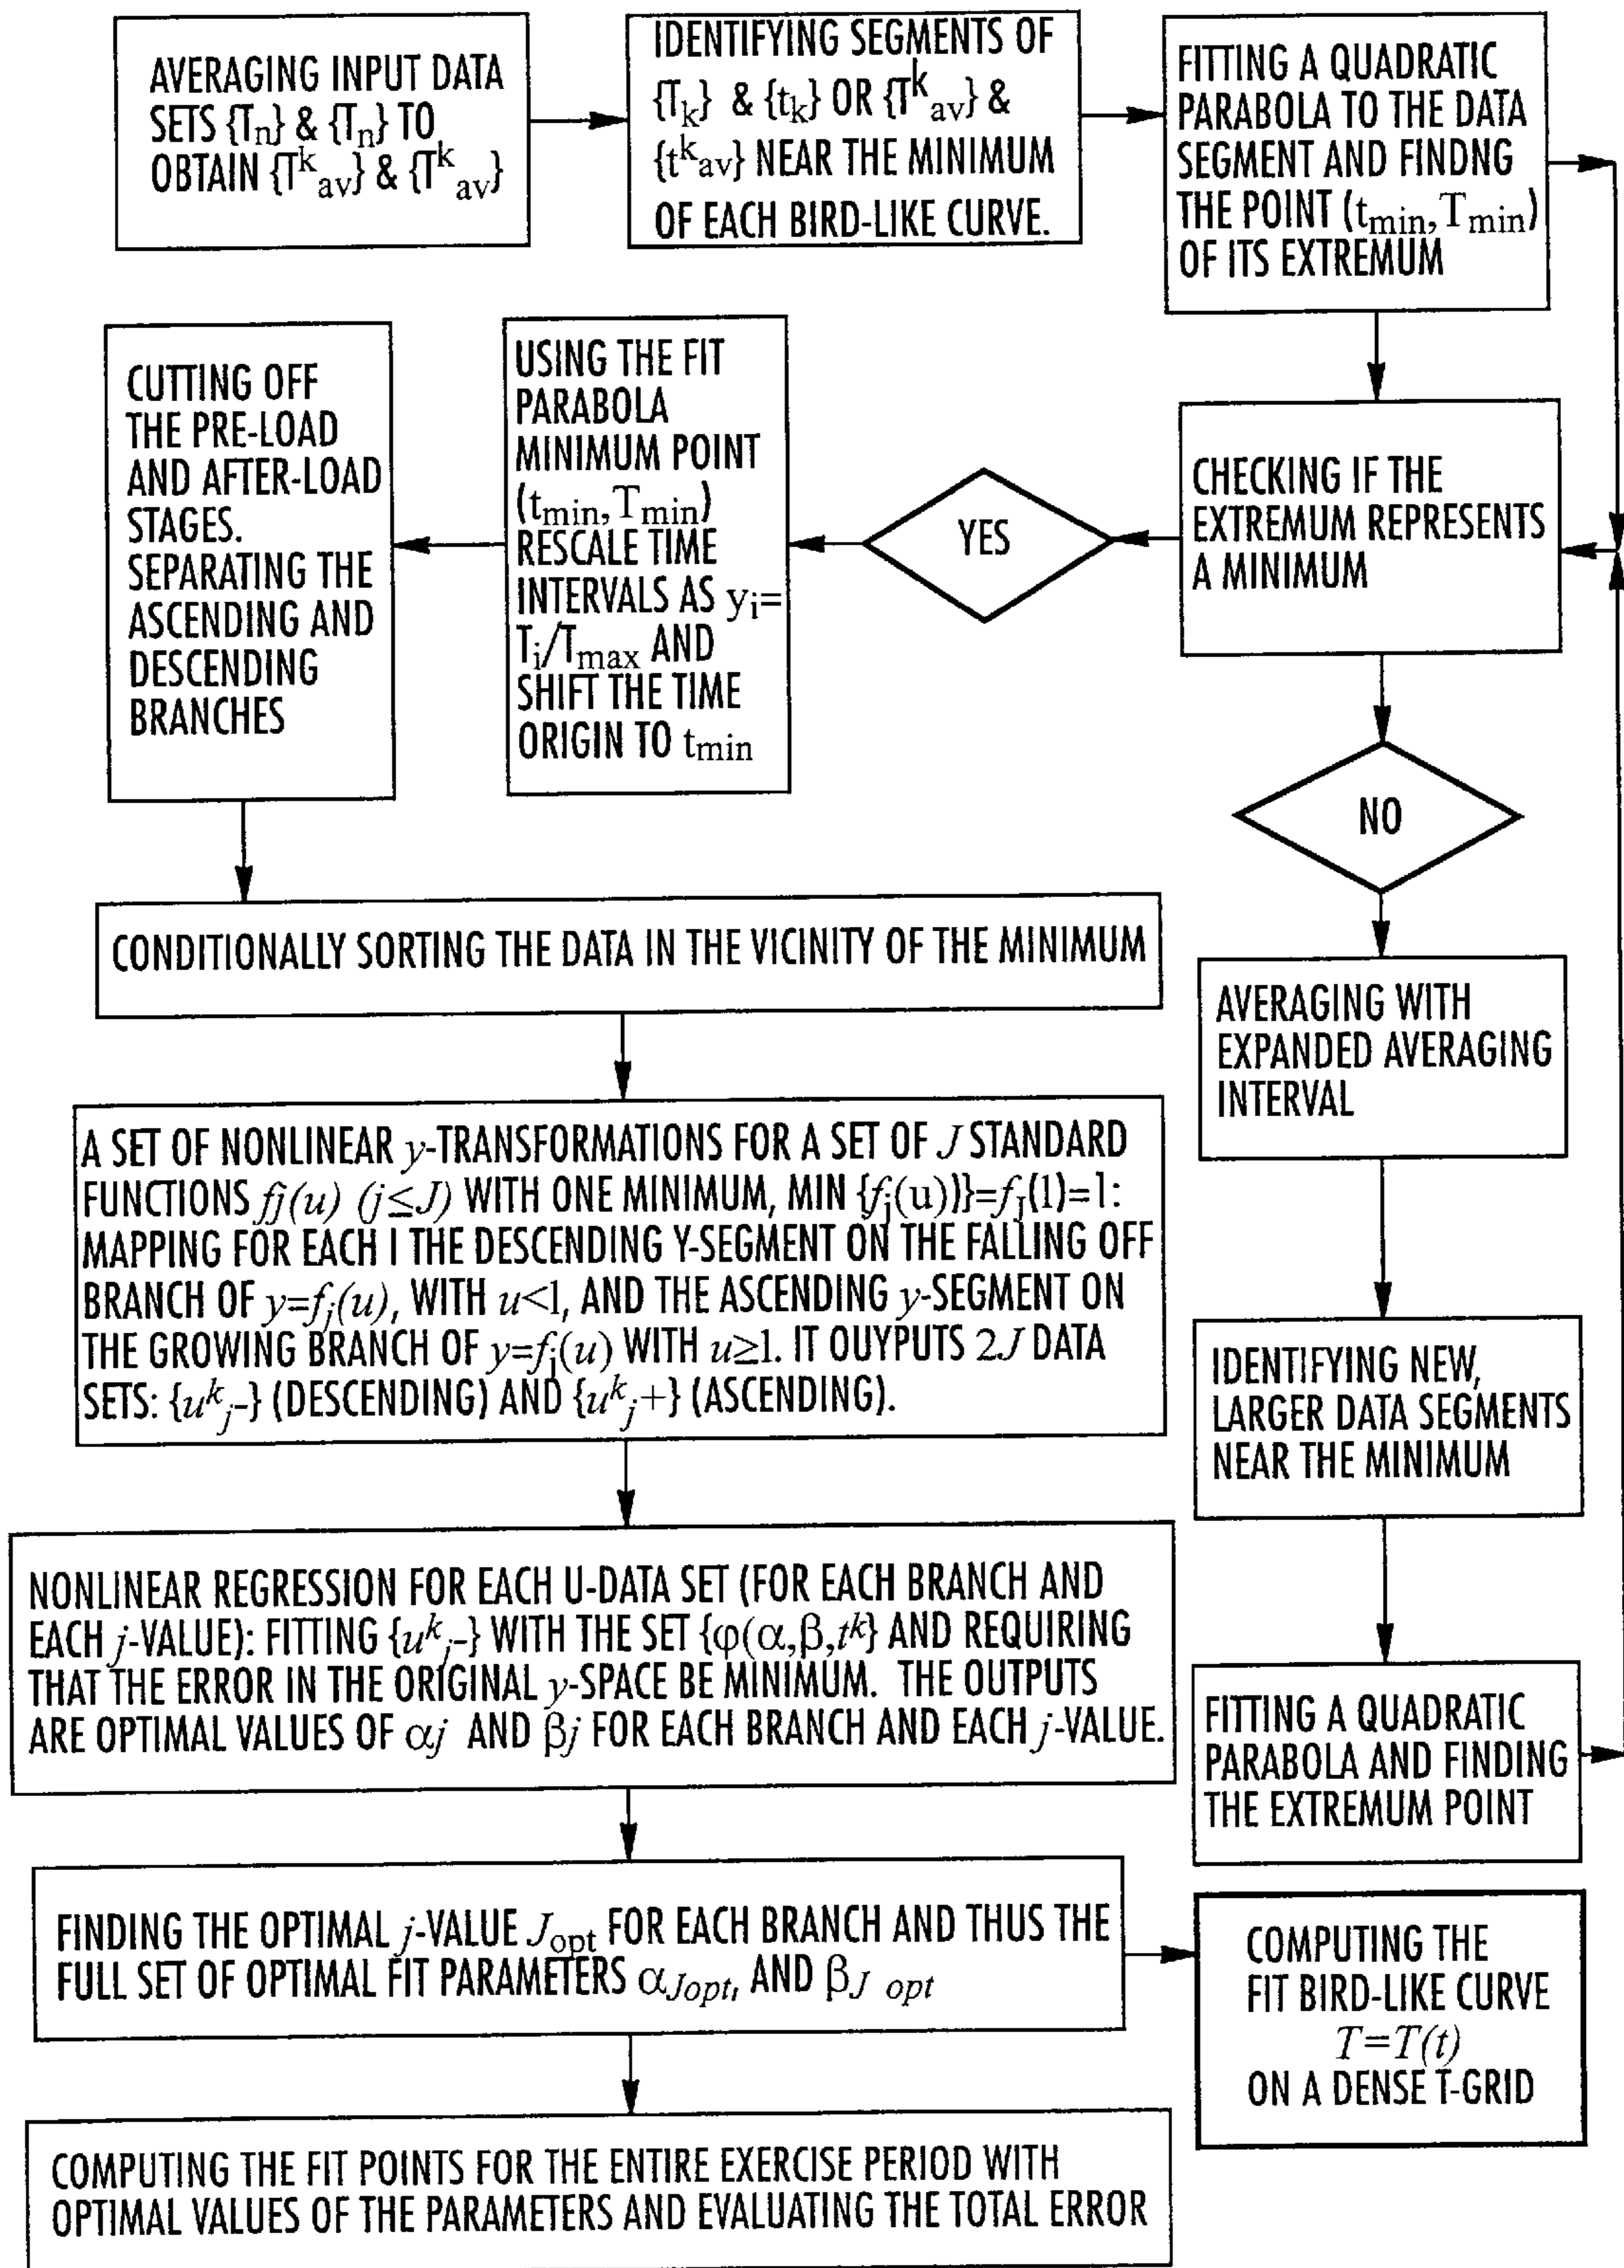 AVERAGING INPUT DATA
SETS {T_n} & {T_n} TO
OBTAIN {T^k_av} & {T^k_av}
IDENTIFYING SEGMENTS OF
{T_k} & {t_k} OR {T^k_av} &
{t^k_av} NEAR THE MINIMUM
OF EACH BIRD-LIKE CURVE.
FITTING A QUADRATIC
PARABOLA TO THE DATA
SEGMENT AND FINDNG
THE POINT (t_min, T_min)
OF ITS EXTREMUM
CUTTING OFF
THE PRE-LOAD
AND AFTER-LOAD
STAGES.
SEPARATING THE
ASCENDING AND
DESCENDING
BRANCHES
USING THE FIT
PARABOLA
MINIMUM POINT
(t_min, T_min)
RESCALE TIME
INTERVALS AS y_i=
T_i/T_max AND
SHIFT THE TIME
ORIGIN TO t_min
YES
CHECKING IF THE
EXTREMUM REPRESENTS
A MINIMUM
NO
CONDITIONALLY SORTING THE DATA IN THE VICINITY OF THE MINIMUM
AVERAGING WITH
EXPANDED AVERAGING
INTERVAL
A SET OF NONLINEAR y-TRANSFORMATIONS FOR A SET OF J STANDARD
FUNCTIONS fj(u) (j≤J) WITH ONE MINIMUM, MIN {f_j(u))}=f_J(1)=1:
MAPPING FOR EACH I THE DESCENDING Y-SEGMENT ON THE FALLING OFF
BRANCH OF y=f_j(u), WITH u<1, AND THE ASCENDING y-SEGMENT ON
THE GROWING BRANCH OF y=f_j(u) WITH u≥1. IT OUYPUTS 2J DATA
SETS: {u^k_j-} (DESCENDING) AND {u^k_j+} (ASCENDING).
IDENTIFYING NEW,
LARGER DATA SEGMENTS
NEAR THE MINIMUM
NONLINEAR REGRESSION FOR EACH U-DATA SET (FOR EACH BRANCH AND
EACH j-VALUE): FITTING {u^k_j-} WITH THE SET {φ(α,β,t^k} AND REQUIRING
THAT THE ERROR IN THE ORIGINAL y-SPACE BE MINIMUM. THE OUTPUTS
ARE OPTIMAL VALUES OF αj AND βj FOR EACH BRANCH AND EACH j-VALUE.
FITTING A QUADRATIC
PARABOLA AND FINDING
THE EXTREMUM POINT
FINDING THE OPTIMAL j-VALUE J_opt FOR EACH BRANCH AND THUS THE
FULL SET OF OPTIMAL FIT PARAMETERS α_Jopt, AND β_J opt
COMPUTING THE
FIT BIRD-LIKE CURVE
T=T(t)
ON A DENSE T-GRID
COMPUTING THE FIT POINTS FOR THE ENTIRE EXERCISE PERIOD WITH
OPTIMAL VALUES OF THE PARAMETERS AND EVALUATING THE TOTAL ERROR